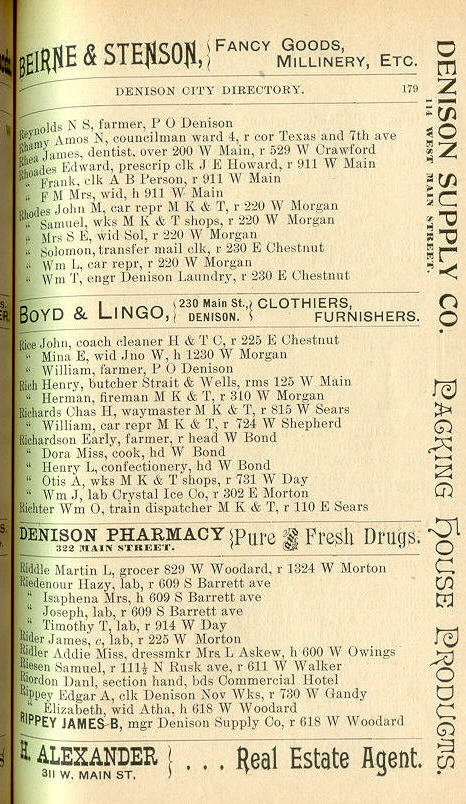 BEIRNE & STENSON, { FANCY GOODS,
MILLINERY, ETC.
DENISON CITY DIRECTORY. 179
Reynolds N S, farmer, P O Denison
Rhamy Amos N, councilman ward 4, r cor Texas and 7th ave
Rhea James, dentist, over 200 W Main, r 529 W Crawford
Rhoades Edward, prescrip clk J E Howard, r 911 W Main
" Frank, clk A B Person, r 911 W Main
" F M Mrs, wid, h 911 W Main
Rhodes John M, car repr M K & T, r 220 W Morgan
" Samuel, wks M K & T shops, r 220 W Morgan
" Mrs S E, wid Sol, r 220 W Morgan
" Solomon, transfer mail clk, r 230 E Chestnut
" Wm L, car repr, r 220 W Morgan
" Wm T, engr Denison Laundry, r 230 E Chestnut
BOYD & LINGO, { 230 Main St., DENISON. } CLOTHIERS,
FURNISHERS.
Rice John, coach cleaner H & T C, r 225 E Chestnut
" Mina E, wid Jno W, h 1230 W Morgan
" William, farmer, P O Denison
Rich Henry, butcher Strait & Wells, rms 125 W Main
" Herman, fireman M K & T, r 310 W Morgan
Richards Chas H, waymaster M K & T, r 815 W Sears
" William, car repr M K & T, r 724 W Shepherd
Richardson Early, farmer, r head W Bond
" Dora Miss, cook, hd W Bond
" Henry L, confectionery, hd W Bond
" Otis A, wks M K & T shops, r 731 W Day
" Wm J, lab Crystal Ice Co, r 302 E Morton
Richter Wm O, train dispatcher M K & T, r 110 E Sears
DENISON PHARMACY { Pure Fresh Drugs.
322 MAIN STREET.
Riddle Martin L, grocer 829 W Woodard, r 1324 W Morton
Riedenour Hazy, lab, r 609 S Barrett ave
" Isaphena Mrs, h 609 S Barrett ave
" Joseph, lab, r 609 S Barrett ave
" Timothy T, lab, r 914 W Day
Rider James, c, lab, r 225 W Morton
Ridler Addie Miss, dressmkr Mrs L Askew, h 600 W Owings
Riesen Samuel, r 111½ N Rusk ave, r 611 W Walker
Riordon Danl, section hand, bds Commercial Hotel
Rippey Edgar A, clk Denison Nov Wks, r 730 W Gandy
" Elizabeth, wid Atha, h 618 W Woodard
RIPPEY JAMES B, mgr Denison Supply Co, r 618 W Woodard
H. ALEXANDER } . . . Real Estate Agent.
311 W. MAIN ST.
DENISON SUPPLY CO. PACKING HOUSE PRODUCTS.
114 WEST MAIN STREET.